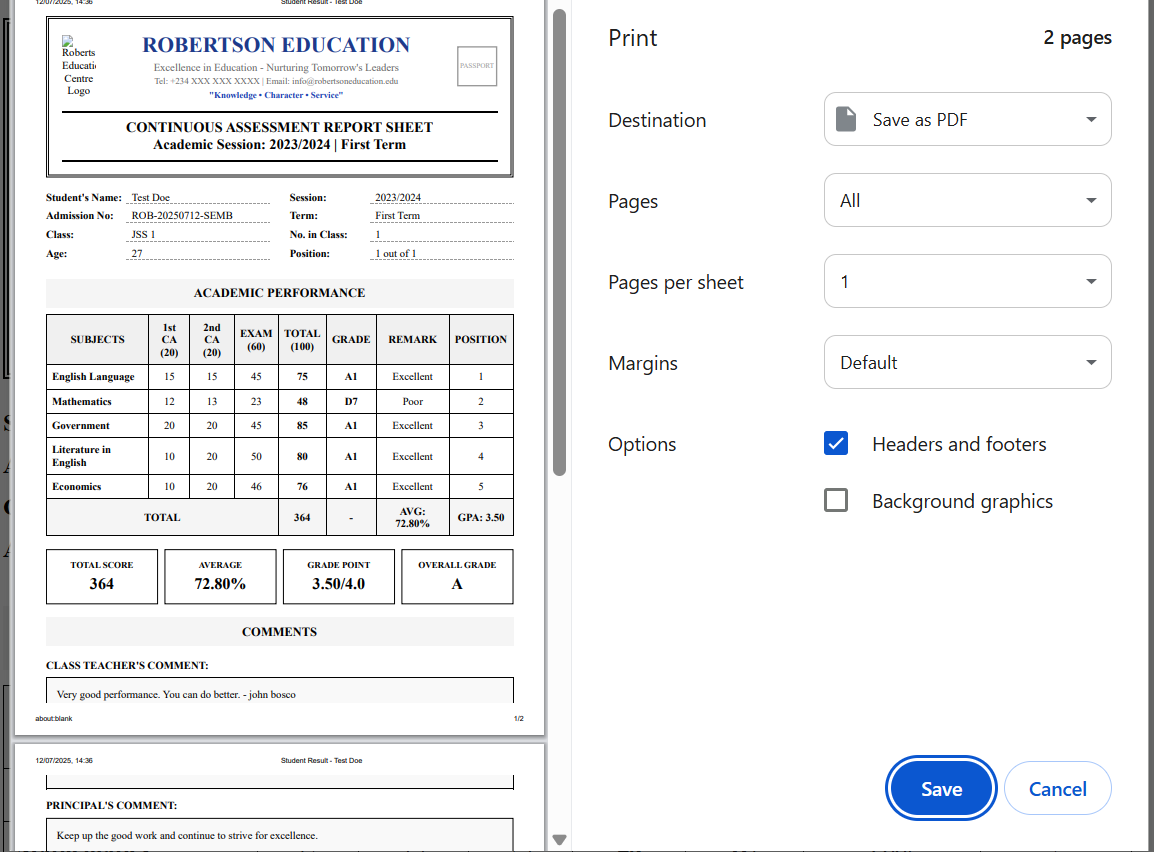 12/07/2025, 14:36 Student Result - Test Doe
Roberts
Educatio
Centre
Logo
ROBERTSON EDUCATION
Excellence in Education - Nurturing Tomorrow's Leaders
Tel: +234 XXX XXX XXXX | Email: info@robertsoneducation.edu
"Knowledge • Character • Service"
PASSPORT
CONTINUOUS ASSESSMENT REPORT SHEET
Academic Session: 2023/2024 | First Term
Student's Name: Test Doe Session: 2023/2024
Admission No: ROB-20250712-SEMB Term: First Term
Class: JSS 1 No. in Class: 1
Age: 27 Position: 1 out of 1
ACADEMIC PERFORMANCE
SUBJECTS 1st CA (20) 2nd CA (20) EXAM (60) TOTAL (100) GRADE REMARK POSITION
English Language 15 15 45 75 A1 Excellent 1
Mathematics 12 13 23 48 D7 Poor 2
Government 20 20 45 85 A1 Excellent 3
Literature in English 10 20 50 80 A1 Excellent 4
Economics 10 20 46 76 A1 Excellent 5
TOTAL 364 - AVG: 72.80% GPA: 3.50
TOTAL SCORE AVERAGE GRADE POINT OVERALL GRADE
364 72.80% 3.50/4.0 A
COMMENTS
CLASS TEACHER'S COMMENT:
Very good performance. You can do better. - john bosco
about:blank 1/2
12/07/2025, 14:36 Student Result - Test Doe
PRINCIPAL'S COMMENT:
Keep up the good work and continue to strive for excellence.
Print 2 pages
Destination Save as PDF
Pages All
Pages per sheet 1
Margins Default
Options Headers and footers
Background graphics
Save Cancel